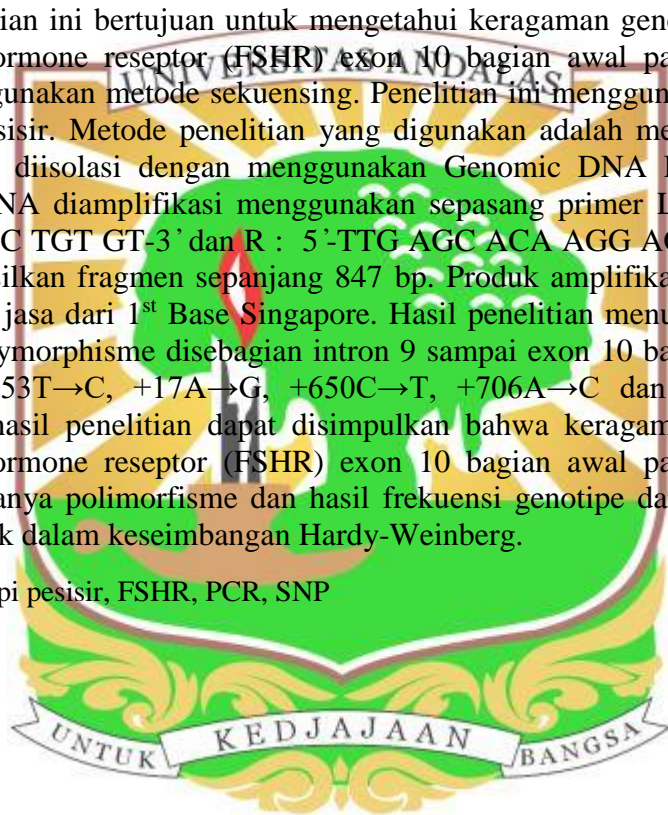 ian ini bertujuan untuk mengetahui keragaman gen
ormone reseptor (FSHR) exon 10 bagian awal pa
UNIVERSITAS ANDALAS
gunakan metode sekuensing. Penelitian ini menggun
sisir. Metode penelitian yang digunakan adalah me
diisolasi dengan menggunakan Genomic DNA
NA diamplifikasi menggunakan sepasang primer L
C TGT GT-3’ dan R : 5’-TTG AGC ACA AGG A
silkan fragmen sepanjang 847 bp. Produk amplifika
jasa dari 1st Base Singapore. Hasil penelitian menu
ymorphisme disebagian intron 9 sampai exon 10 ba
53T→C, +17A→G, +650C→T, +706A→C dan
hasil penelitian dapat disimpulkan bahwa keragam
ormone reseptor (FSHR) exon 10 bagian awal pa
anya polimorfisme dan hasil frekuensi genotipe da
k dalam keseimbangan Hardy-Weinberg.
pi pesisir, FSHR, PCR, SNP
UNTUK KEDJAJAAN BANGSA